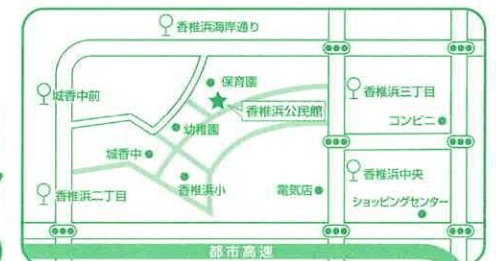 香椎浜海岸通り
城香中前
保育園
香椎浜三丁目
香椎浜公民館
コンビニ
幼稚園
城香中
香椎浜中央
香椎浜二丁目
香椎浜小
電気店
ショッピングセンター
都市高速